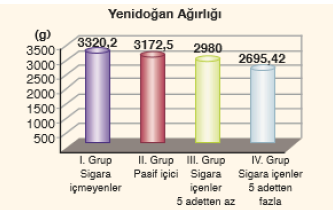 Yenidoğan Ağırlığı
(g)
3320,2 3172,5 2980 2695,42
3500
3000
2500
2000
1500
1000
500
I. Grup II. Grup III. Grup IV. Grup
Sigara Pasif içici Sigara Sigara içenler
içmeyenler içenler 5 adetten
5 adetten az fazla